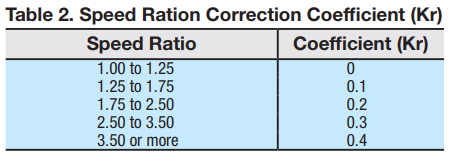 Table 2. Speed Ration Correction Coefficient (Kr)
Speed Ratio Coefficient (Kr)
1.00 to 1.25 0
1.25 to 1.75 0.1
1.75 to 2.50 0.2
2.50 to 3.50 0.3
3.50 or more 0.4